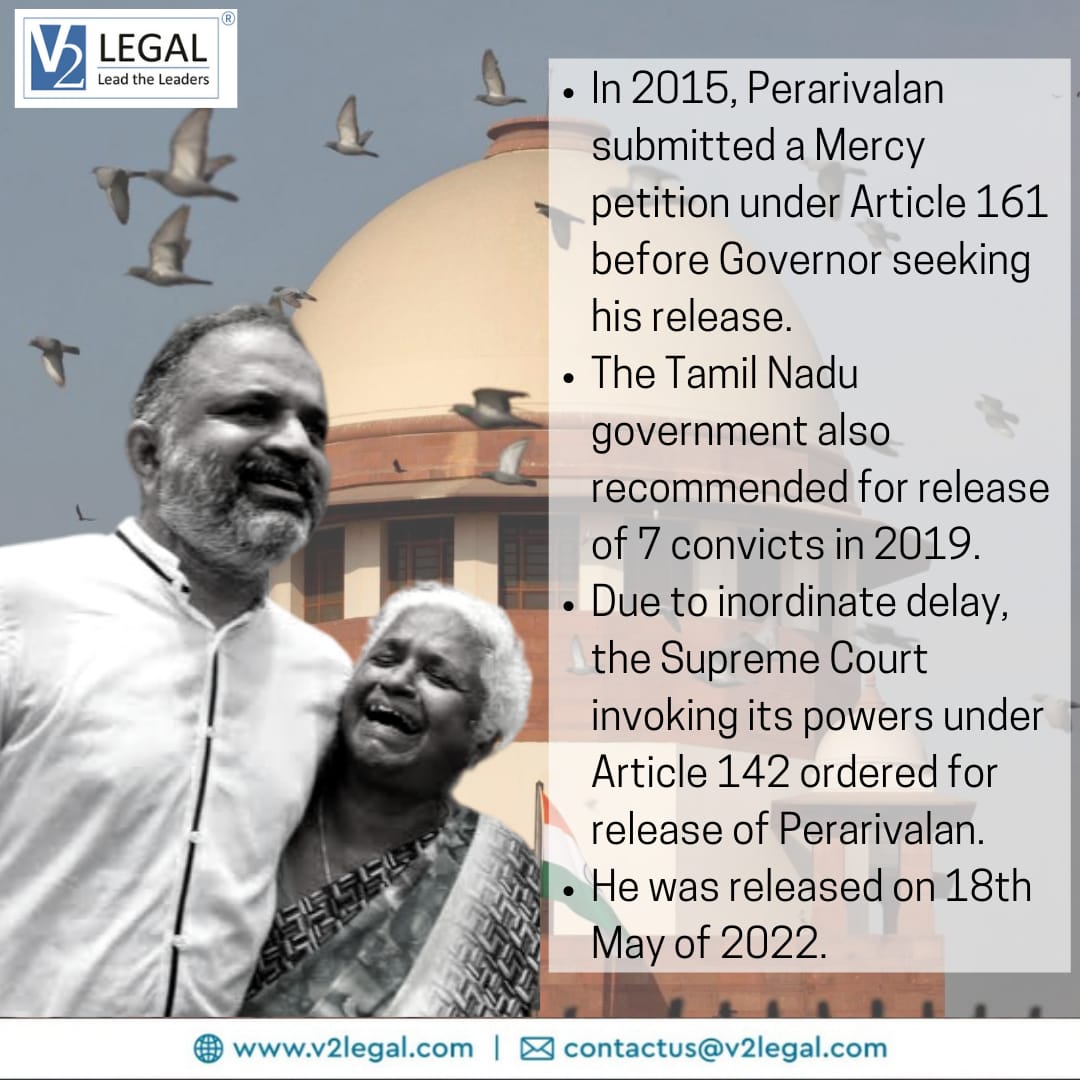 V2 LEGAL ®
Lead the Leaders
• In 2015, Perarivalan
submitted a Mercy
petition under Article 161
before Governor seeking
his release.
• The Tamil Nadu
government also
recommended for release
of 7 convicts in 2019.
• Due to inordinate delay,
the Supreme Court
invoking its powers under
Article 142 ordered for
release of Perarivalan.
• He was released on 18th
May of 2022.
www.v2legal.com | contactus@v2legal.com